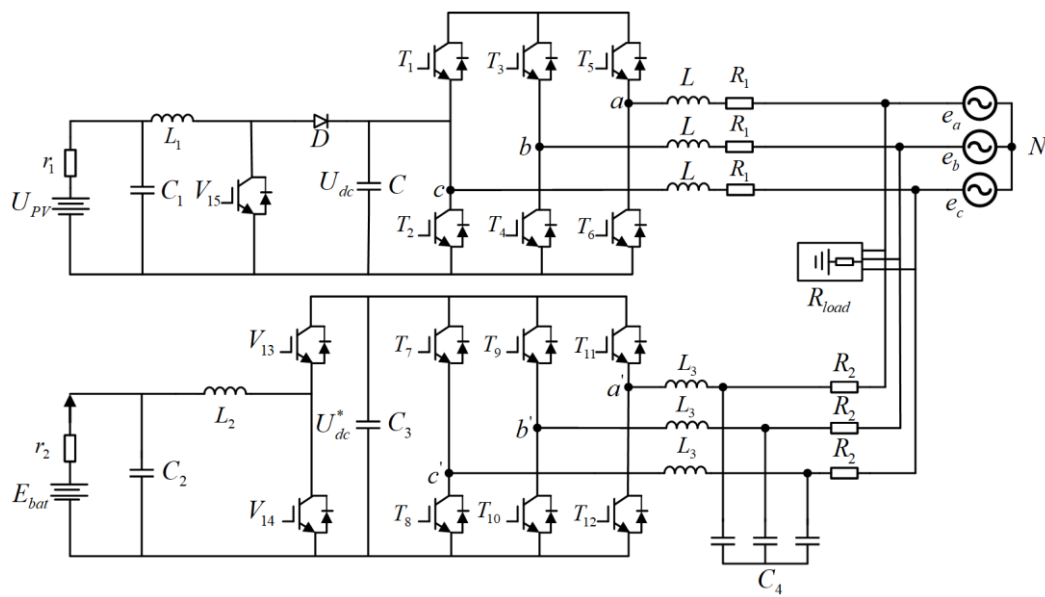 T1 T3 T5 L R1
a ea
L1 D b L R1 eb N
r1 C1 V15 Udc C c L R1 ec
UPV
T2 T4 T6
Rload
V13 T7 T9 T11 L3 R2
a'
L2 U*dc C3 b' L3 R2
r2 C2 c' L3 R2
Ebat
V14 T8 T10 T12
C4